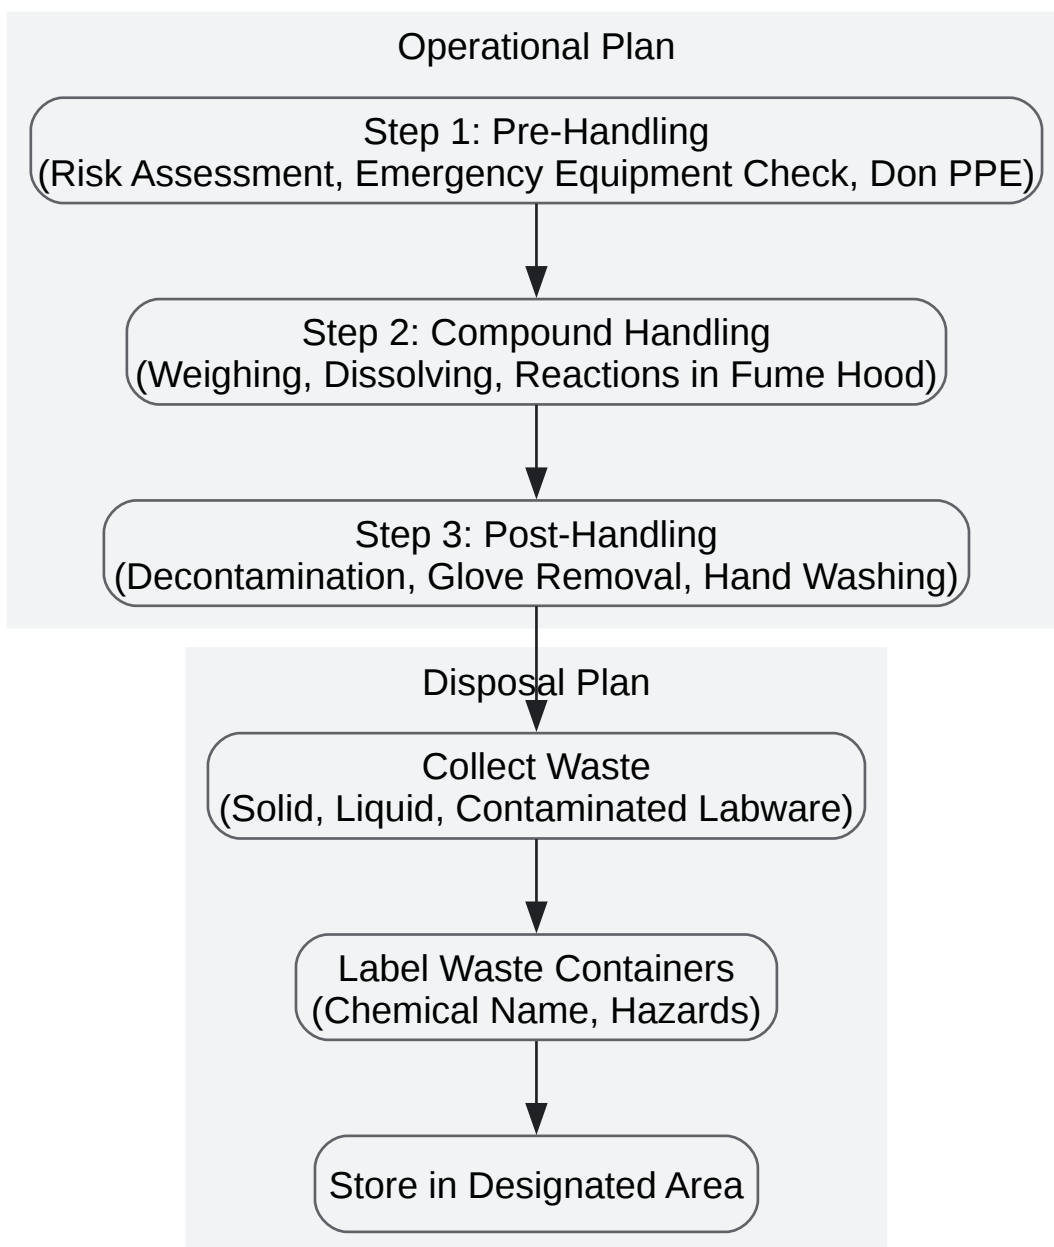 Operational Plan
Step 1: Pre-Handling
(Risk Assessment, Emergency Equipment Check, Don PPE)
Step 2: Compound Handling
(Weighing, Dissolving, Reactions in Fume Hood)
Step 3: Post-Handling
(Decontamination, Glove Removal, Hand Washing)
Disposal Plan
Collect Waste
(Solid, Liquid, Contaminated Labware)
Label Waste Containers
(Chemical Name, Hazards)
Store in Designated Area